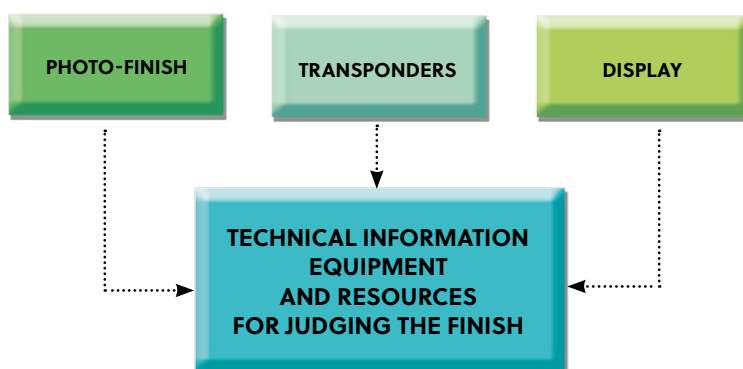 PHOTO-FINISH
TRANSPONDERS
DISPLAY
TECHNICAL INFORMATION
EQUIPMENT
AND RESOURCES
FOR JUDGING THE FINISH